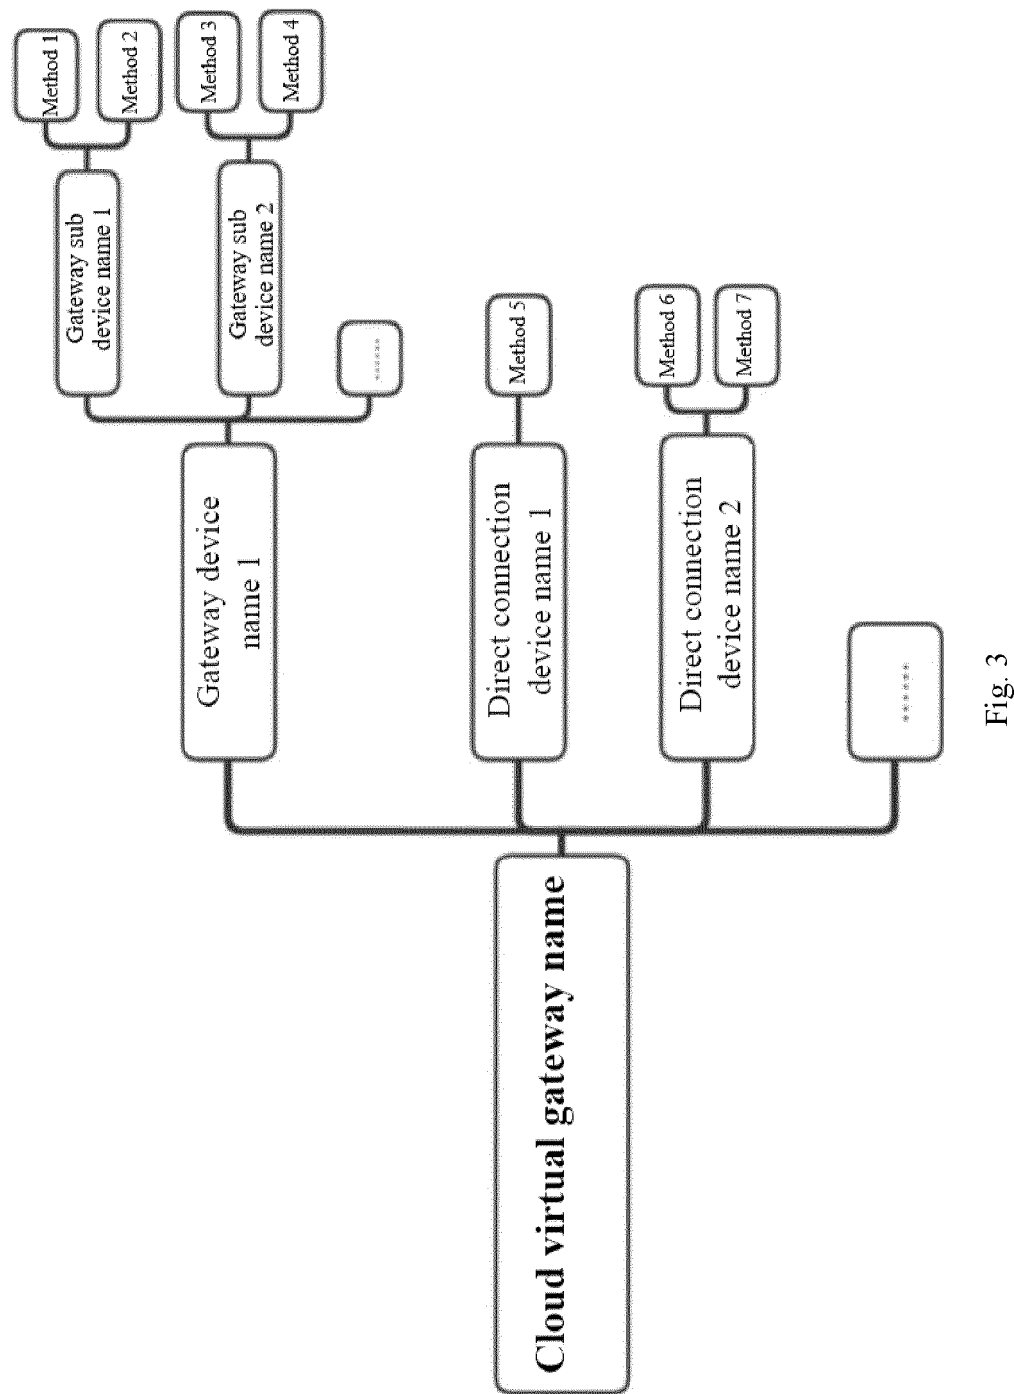 Cloud virtual gateway name
Gateway device
name 1
Gateway sub
device name 1
Method 1
Method 2
Gateway sub
device name 2
Method 3
Method 4
******
Direct connection
device name 1
Method 5
Direct connection
device name 2
Method 6
Method 7
******
Fig. 3